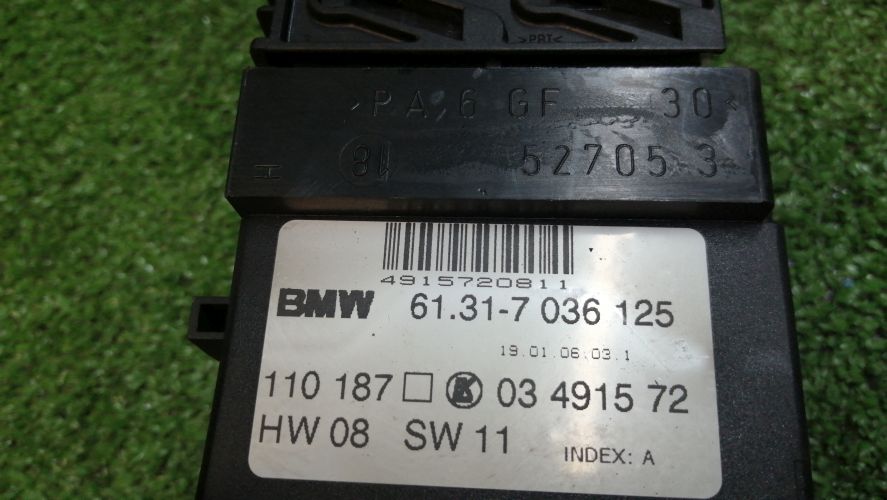 >PBT<
>PA 6 GF 30<
H 81 52705 3
4915720811
BMW 61.31-7 036 125
19.01.06.03.1
110 187 □ K 03 4915 72
HW 08 SW 11 INDEX: A